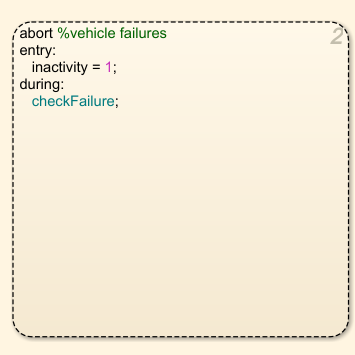 abort %vehicle failures
2
entry:
inactivity = 1;
during:
checkFailure;